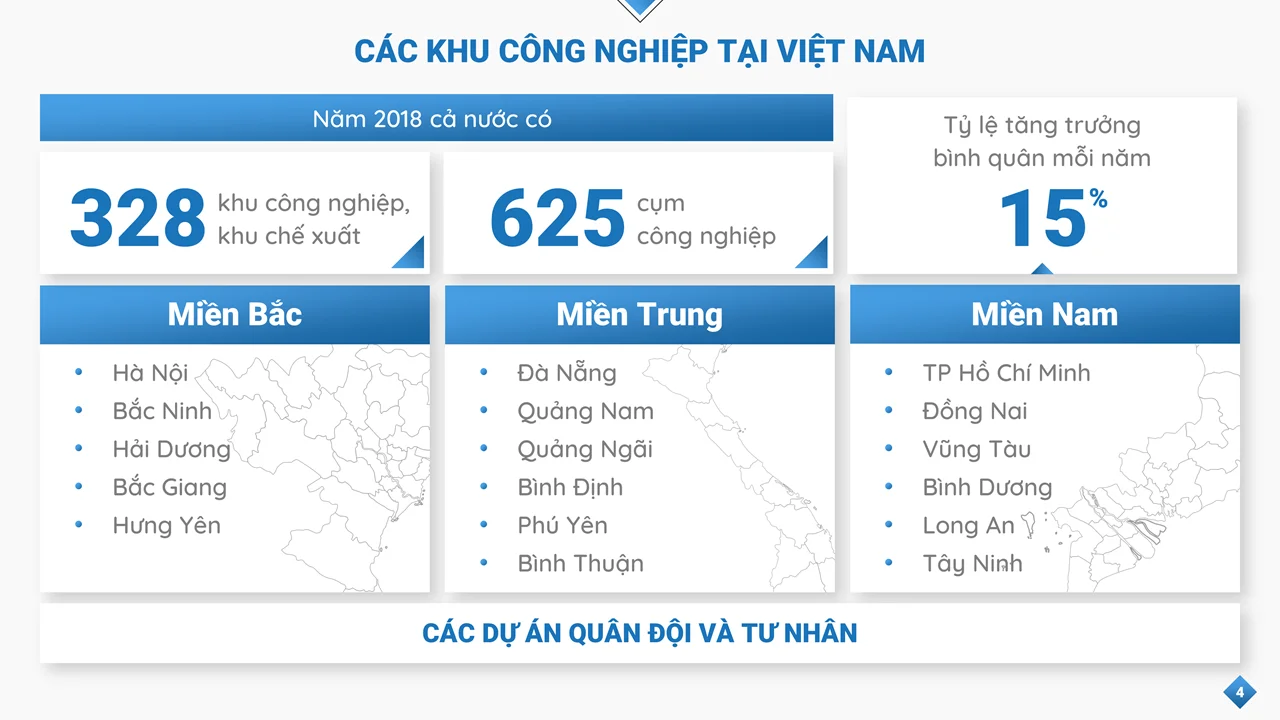 CÁC KHU CÔNG NGHIỆP TẠI VIỆT NAM
Năm 2018 cả nước có
328 khu công nghiệp,
khu chế xuất
625 cụm
công nghiệp
Tỷ lệ tăng trưởng
bình quân mỗi năm
15%
Miền Bắc
• Hà Nội
• Bắc Ninh
• Hải Dương
• Bắc Giang
• Hưng Yên
Miền Trung
• Đà Nẵng
• Quảng Nam
• Quảng Ngãi
• Bình Định
• Phú Yên
• Bình Thuận
Miền Nam
• TP Hồ Chí Minh
• Đồng Nai
• Vũng Tàu
• Bình Dương
• Long An
• Tây Ninh
CÁC DỰ ÁN QUÂN ĐỘI VÀ TƯ NHÂN
4